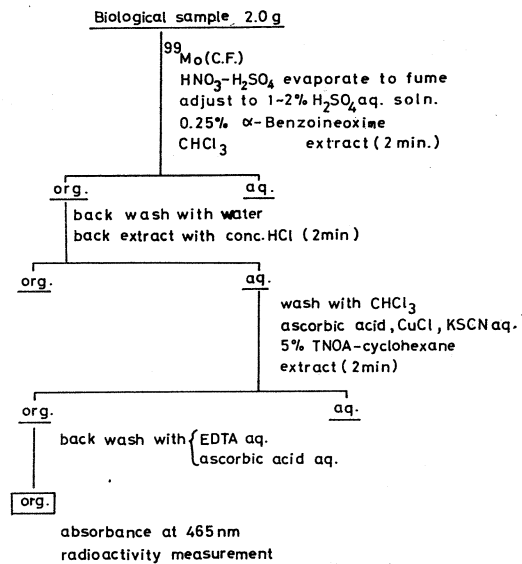 Biological sample 2.0 g
99Mo(C.F.)
HNO3-H2SO4 evaporate to fume
adjust to 1~2% H2SO4 aq. soln.
0.25% α-Benzoineoxime
CHCl3 extract (2 min.)
org. aq.
back wash with water
back extract with conc. HCl (2min)
org. aq.
wash with CHCl3
ascorbic acid, CuCl, KSCN aq.
5% TNOA-cyclohexane
extract (2min)
org. aq.
back wash with { EDTA aq.
ascorbic acid aq.
org.
absorbance at 465 nm
radioactivity measurement